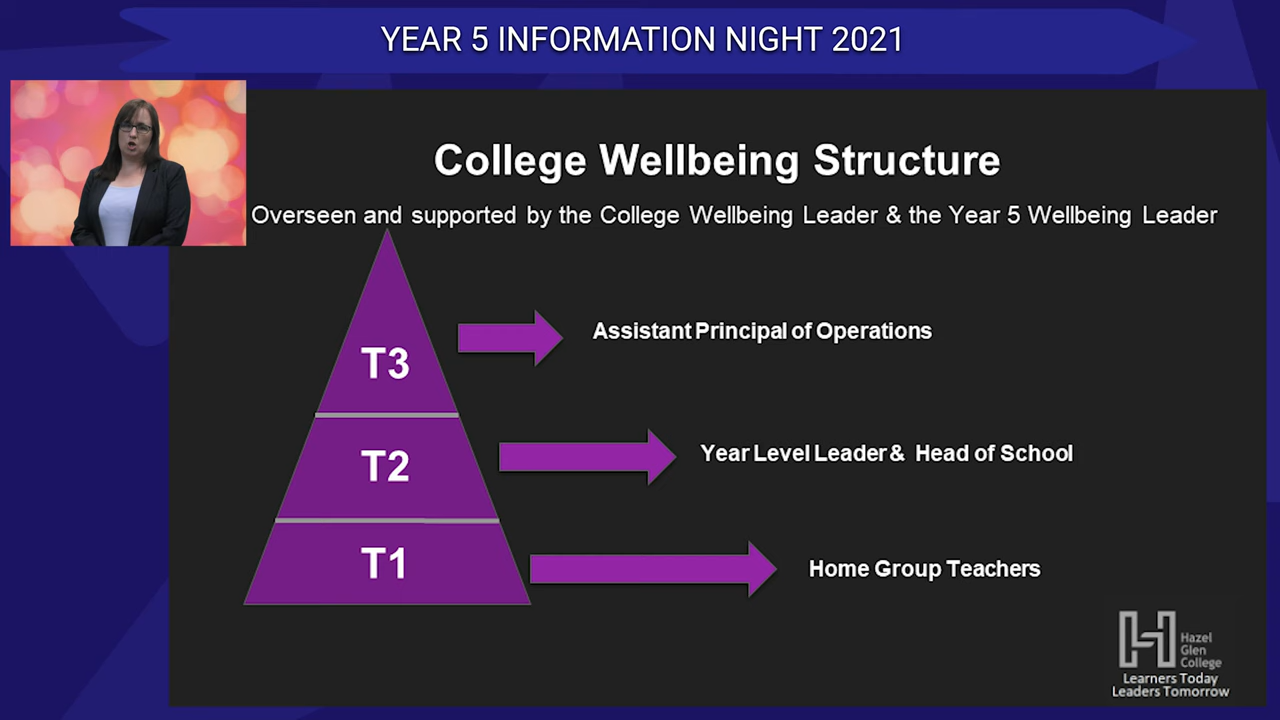 YEAR 5 INFORMATION NIGHT 2021
College Wellbeing Structure
Overseen and supported by the College Wellbeing Leader & the Year 5 Wellbeing Leader
T3
Assistant Principal of Operations
T2
Year Level Leader & Head of School
T1
Home Group Teachers
Hazel
Glen
College
Learners Today
Leaders Tomorrow